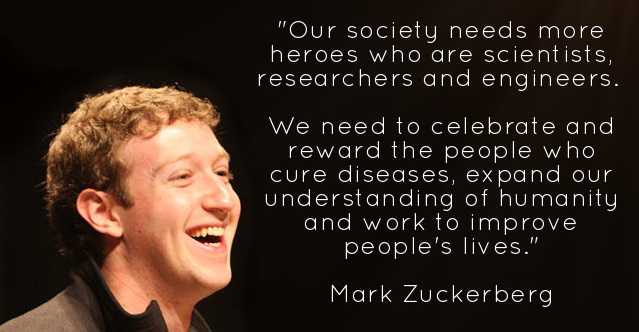 "Our society needs more
heroes who are scientists,
researchers and engineers.
We need to celebrate and
reward the people who
cure diseases, expand our
understanding of humanity
and work to improve
people's lives."
Mark Zuckerberg